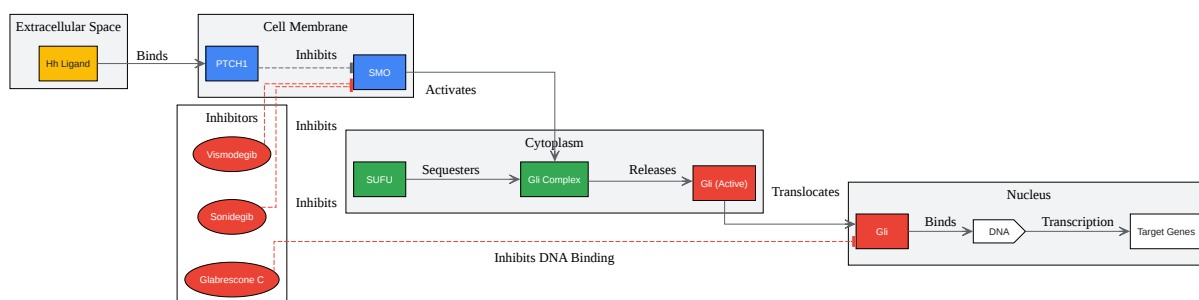 Extracellular Space
Hh Ligand
Binds
Cell Membrane
PTCH1
Inhibits
SMO
Activates
Inhibitors
Vismodegib
Sonidegib
Glabrescone C
Inhibits
Inhibits
Cytoplasm
SUFU
Sequesters
Gli Complex
Releases
Gli (Active)
Translocates
Inhibits DNA Binding
Nucleus
Gli
Binds
DNA
Transcription
Target Genes